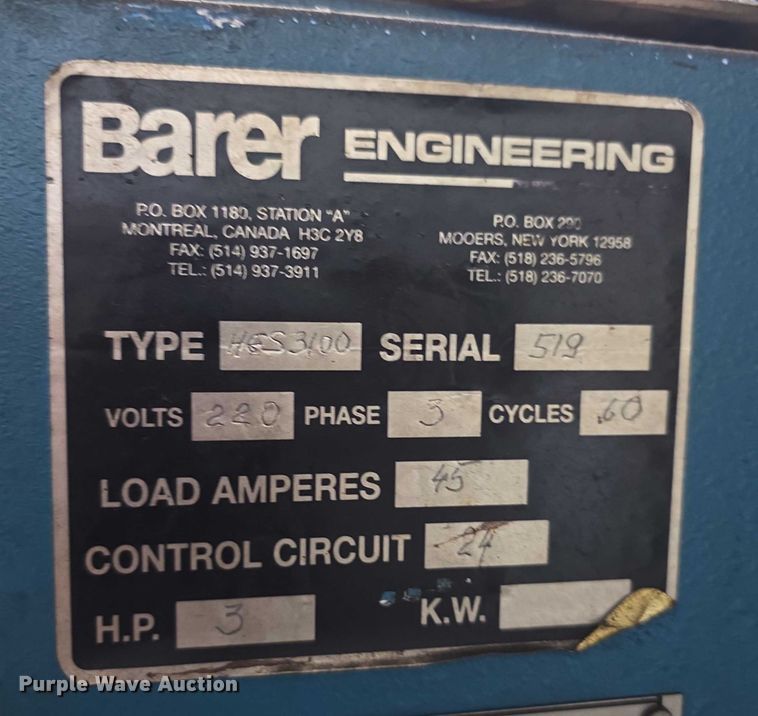 Barer ENGINEERING
P.O. BOX 1180, STATION "A"
MONTREAL, CANADA H3C 2Y8
FAX: (514) 937-1697
TEL.: (514) 937-3911
P.O. BOX 290
MOOERS, NEW YORK 12958
FAX: (518) 236-5796
TEL.: (518) 236-7070
TYPE HES3100 SERIAL 519
VOLTS 220 PHASE 3 CYCLES 60
LOAD AMPERES 45
CONTROL CIRCUIT 24
H.P. 3 K.W.
Purple Wave Auction